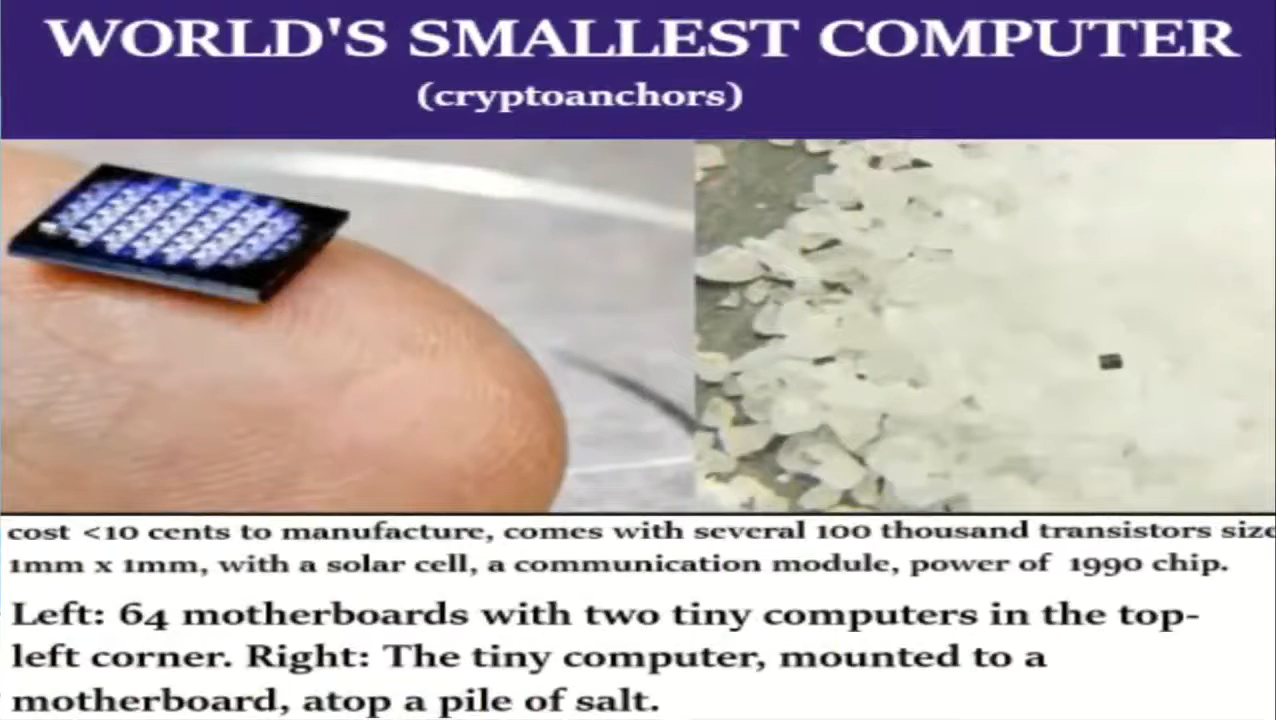 WORLD'S SMALLEST COMPUTER
(cryptoanchors)
cost <10 cents to manufacture, comes with several 100 thousand transistors size
1mm x 1mm, with a solar cell, a communication module, power of 1990 chip.
Left: 64 motherboards with two tiny computers in the top-
left corner. Right: The tiny computer, mounted to a
motherboard, atop a pile of salt.